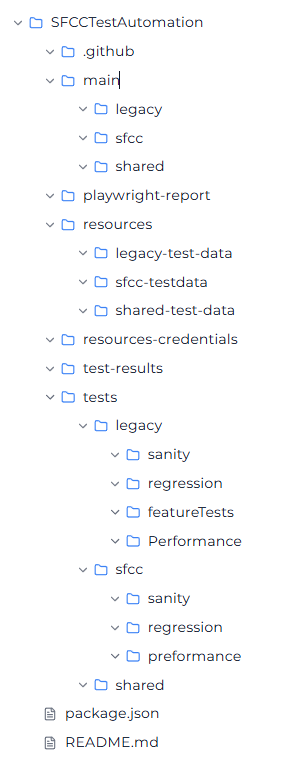 SFCCTestAutomation
.github
main
legacy
sfcc
shared
playwright-report
resources
legacy-test-data
sfcc-testdata
shared-test-data
resources-credentials
test-results
tests
legacy
sanity
regression
featureTests
Performance
sfcc
sanity
regression
preformance
shared
package.json
README.md